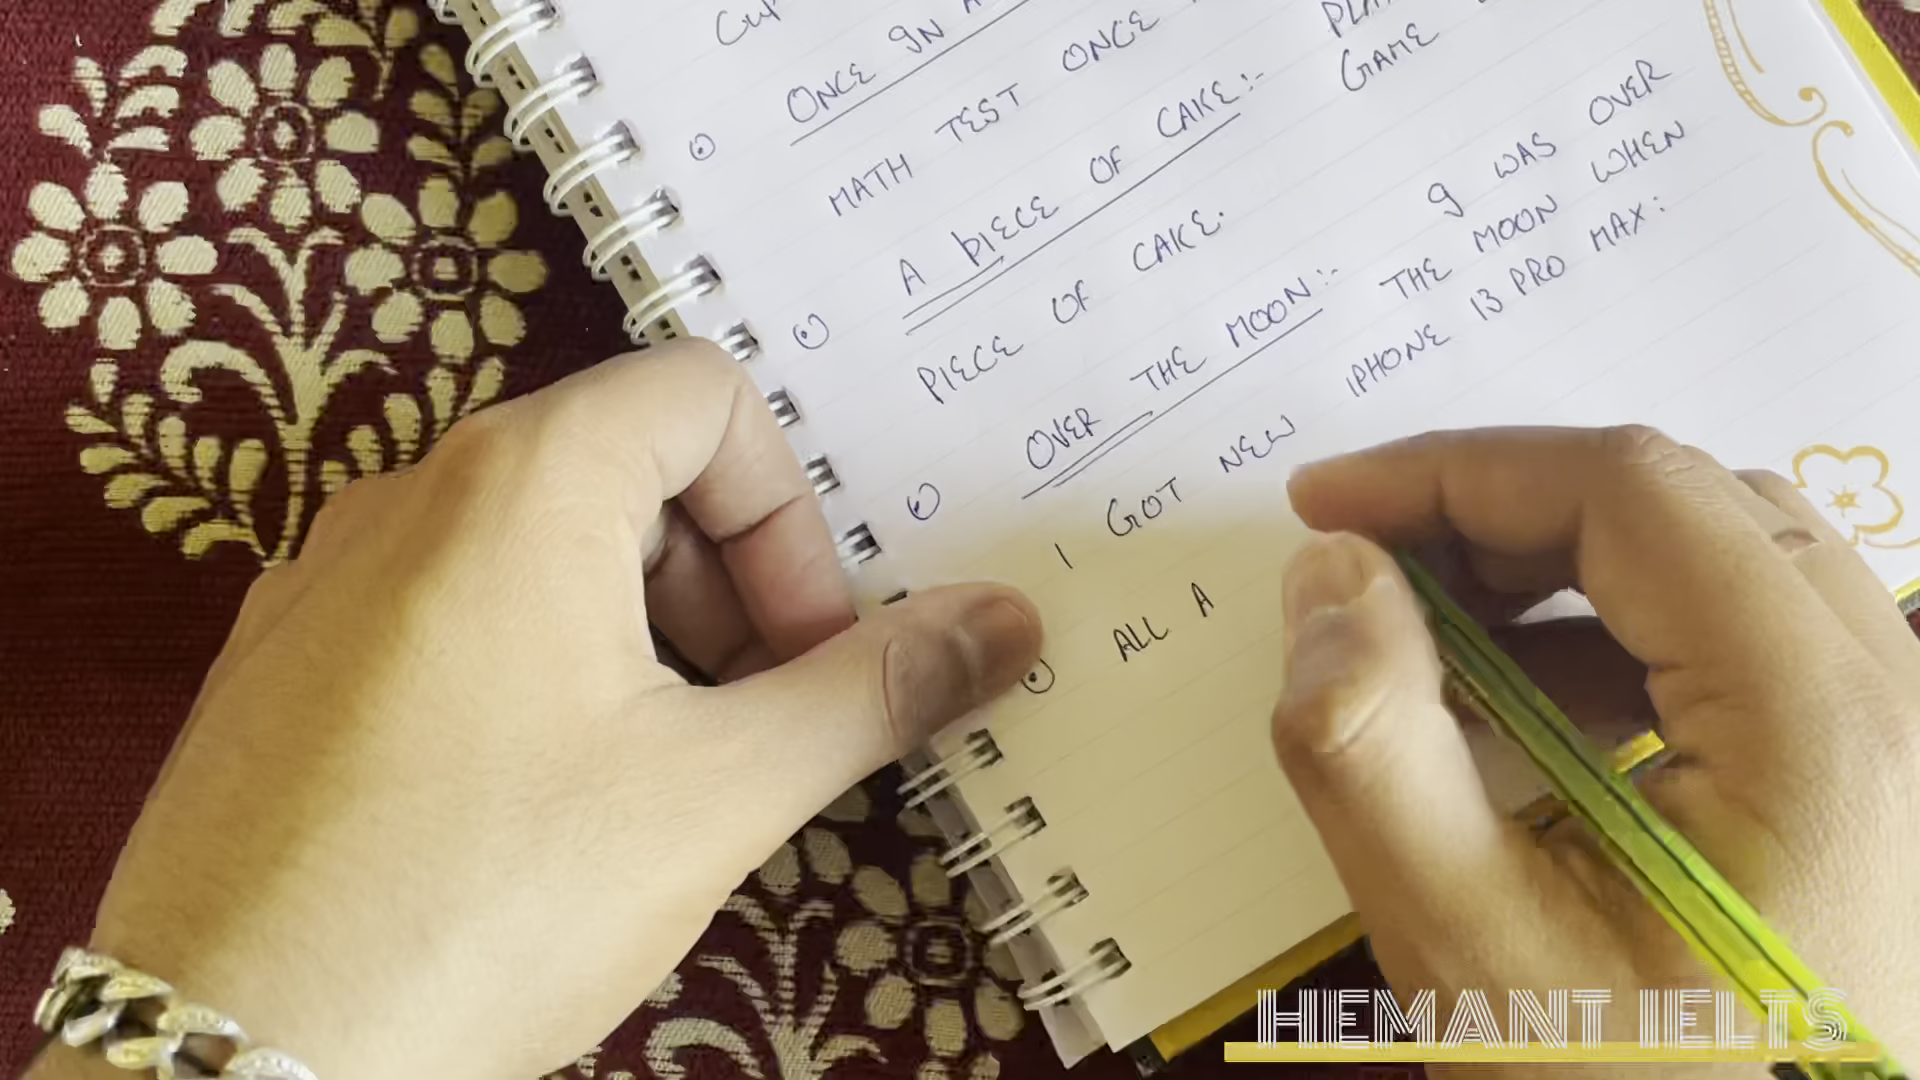 CUP
ONCE IN A
MATH TEST ONCE
A PIECE OF CAKE:- GAME
PIECE OF CAKE.
OVER THE MOON:- I WAS OVER
THE MOON WHEN
I GOT NEW IPHONE 13 PRO MAX:
ALL A
HEMANT IELTS